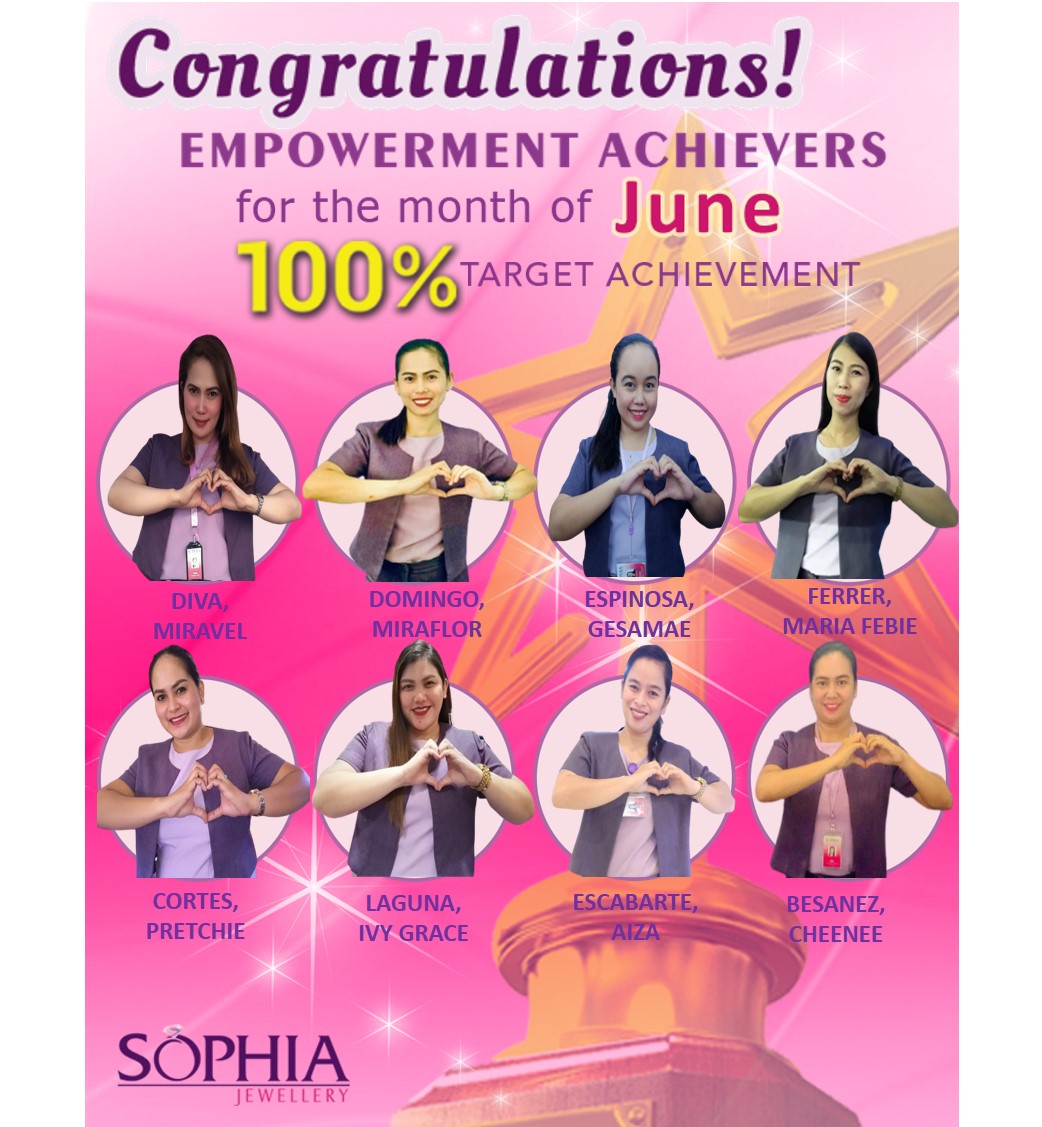 Congratulations!
EMPOWERMENT ACHIEVERS
for the month of June
100% TARGET ACHIEVEMENT
DIVA,
MIRAVEL
DOMINGO,
MIRAFLOR
ESPINOSA,
GESAMAE
FERRER,
MARIA FEBIE
CORTES,
PRETCHIE
LAGUNA,
IVY GRACE
ESCABARTE,
AIZA
BESANEZ,
CHEENEE
SOPHIA
JEWELLERY